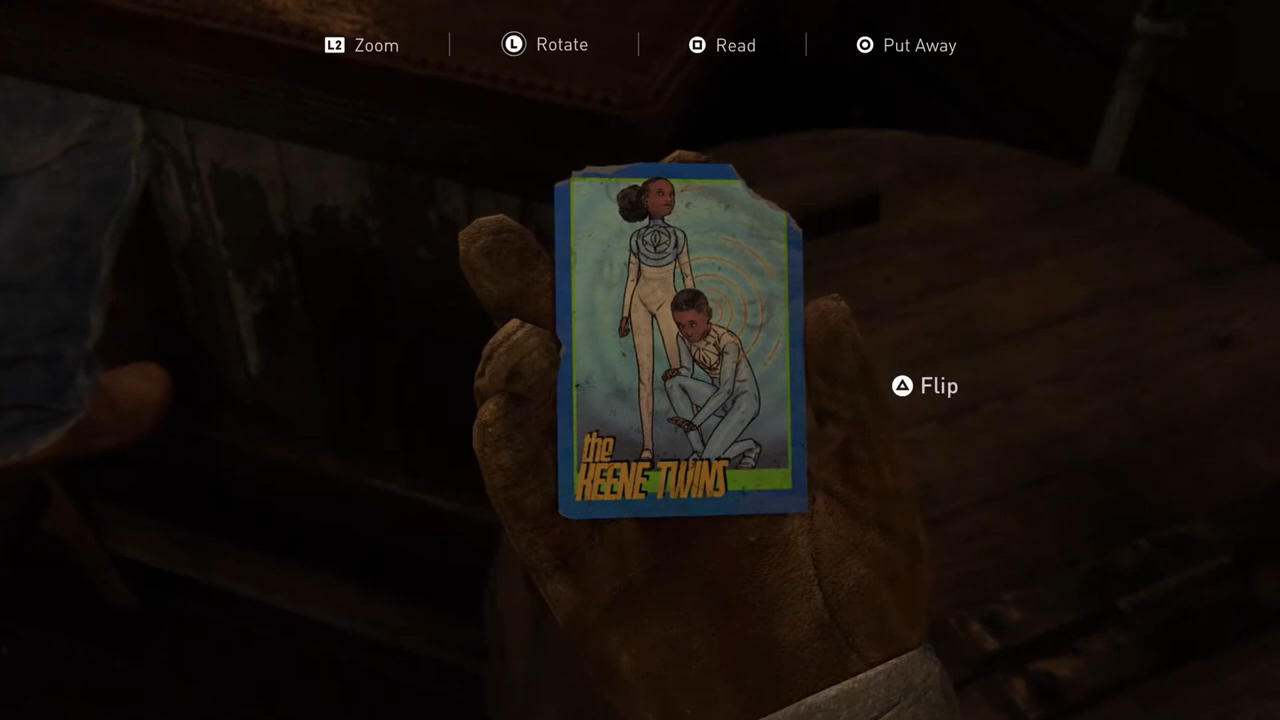 L2 Zoom
L Rotate
Read
Put Away
the
KEENE TWINS
Flip